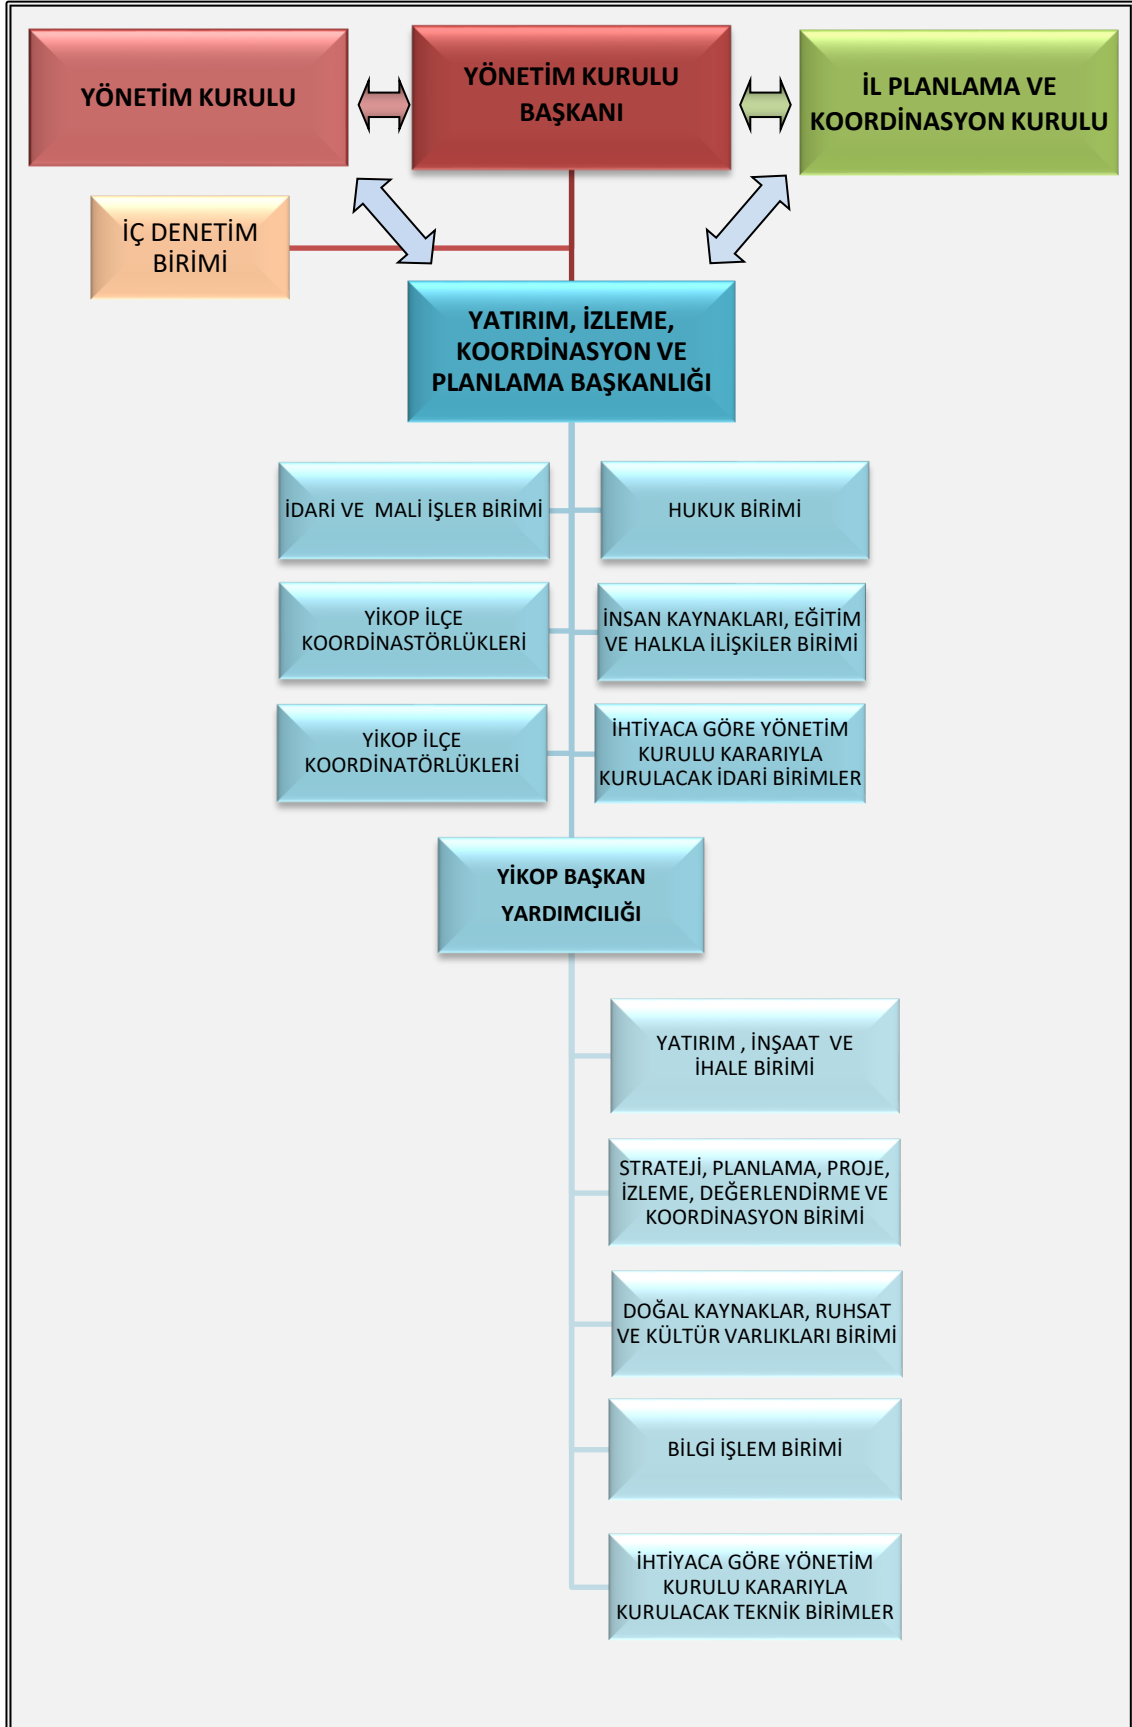 YÖNETİM KURULU
YÖNETİM KURULU
BAŞKANI
İL PLANLAMA VE
KOORDİNASYON KURULU
İÇ DENETİM
BİRİMİ
YATIRIM, İZLEME,
KOORDİNASYON VE
PLANLAMA BAŞKANLIĞI
İDARİ VE MALİ İŞLER BİRİMİ
HUKUK BİRİMİ
YİKOP İLÇE
KOORDİNASTÖRLÜKLERİ
İNSAN KAYNAKLARI, EĞİTİM
VE HALKLA İLİŞKİLER BİRİMİ
YİKOP İLÇE
KOORDİNATÖRLÜKLERİ
İHTİYACA GÖRE YÖNETİM
KURULU KARARIYLA
KURULACAK İDARİ BİRİMLER
YİKOP BAŞKAN
YARDIMCILIĞI
YATIRIM , İNŞAAT VE
İHALE BİRİMİ
STRATEJİ, PLANLAMA, PROJE,
İZLEME, DEĞERLENDİRME VE
KOORDİNASYON BİRİMİ
DOĞAL KAYNAKLAR, RUHSAT
VE KÜLTÜR VARLIKLARI BİRİMİ
BİLGİ İŞLEM BİRİMİ
İHTİYACA GÖRE YÖNETİM
KURULU KARARIYLA
KURULACAK TEKNİK BİRİMLER